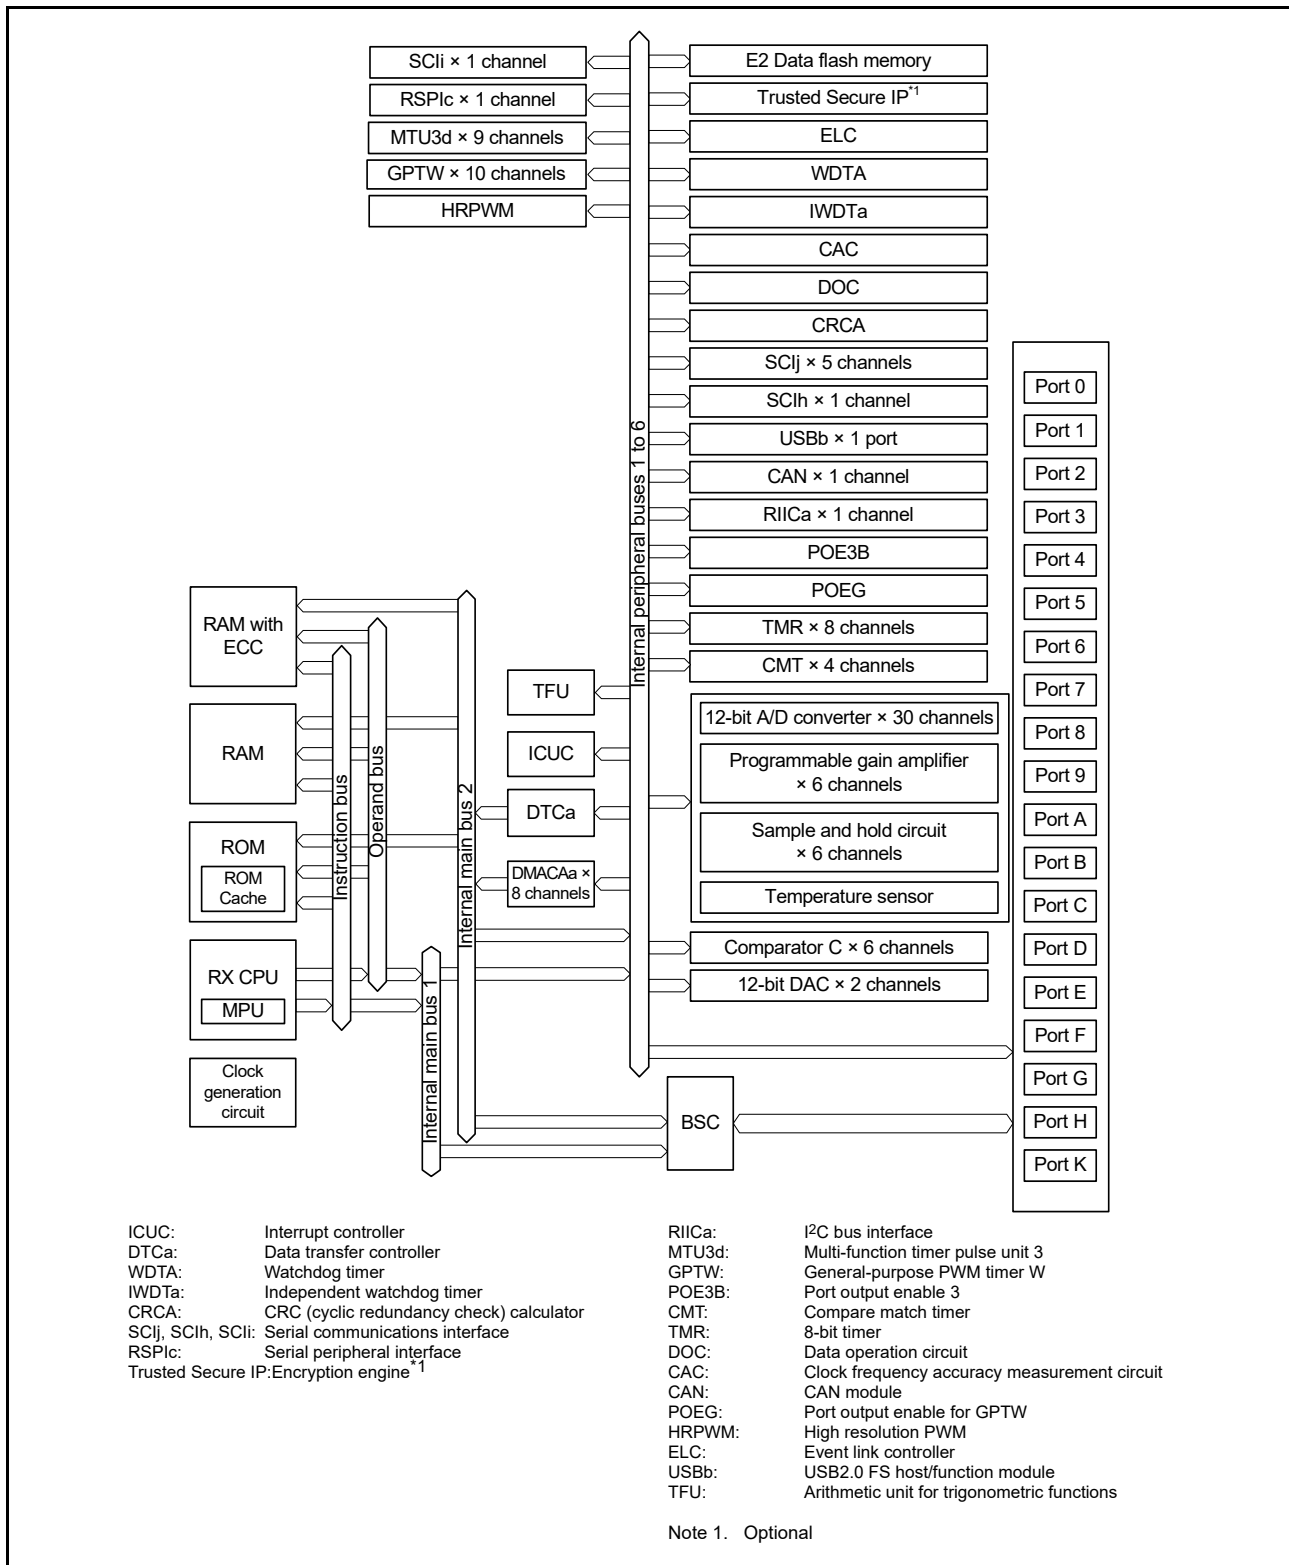 SCIi × 1 channel
RSPIc × 1 channel
MTU3d × 9 channels
GPTW × 10 channels
HRPWM
E2 Data flash memory
Trusted Secure IP*1
ELC
WDTA
IWDTa
CAC
DOC
CRCA
SCIj × 5 channels
SCIh × 1 channel
USBb × 1 port
CAN × 1 channel
RIICa × 1 channel
POE3B
POEG
TMR × 8 channels
CMT × 4 channels
12-bit A/D converter × 30 channels
Programmable gain amplifier
× 6 channels
Sample and hold circuit
× 6 channels
Temperature sensor
Comparator C × 6 channels
12-bit DAC × 2 channels
Internal peripheral buses 1 to 6
Port 0
Port 1
Port 2
Port 3
Port 4
Port 5
Port 6
Port 7
Port 8
Port 9
Port A
Port B
Port C
Port D
Port E
Port F
Port G
Port H
Port K
RAM with
ECC
RAM
ROM
ROM
Cache
RX CPU
MPU
Clock
generation
circuit
Instruction bus
Operand bus
Internal main bus 1
Internal main bus 2
TFU
ICUC
DTCa
DMACAa ×
8 channels
BSC
ICUC: Interrupt controller
DTCa: Data transfer controller
WDTA: Watchdog timer
IWDTa: Independent watchdog timer
CRCA: CRC (cyclic redundancy check) calculator
SCIj, SCIh, SCIi: Serial communications interface
RSPIc: Serial peripheral interface
Trusted Secure IP:Encryption engine*1
RIICa: I2C bus interface
MTU3d: Multi-function timer pulse unit 3
GPTW: General-purpose PWM timer W
POE3B: Port output enable 3
CMT: Compare match timer
TMR: 8-bit timer
DOC: Data operation circuit
CAC: Clock frequency accuracy measurement circuit
CAN: CAN module
POEG: Port output enable for GPTW
HRPWM: High resolution PWM
ELC: Event link controller
USBb: USB2.0 FS host/function module
TFU: Arithmetic unit for trigonometric functions
Note 1. Optional